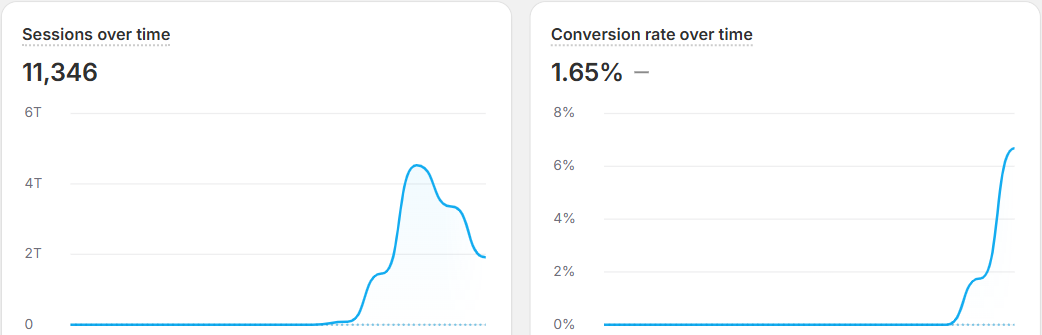 Sessions over time
11,346
6T
4T
2T
0
Conversion rate over time
1.65% —
8%
6%
4%
2%
0%